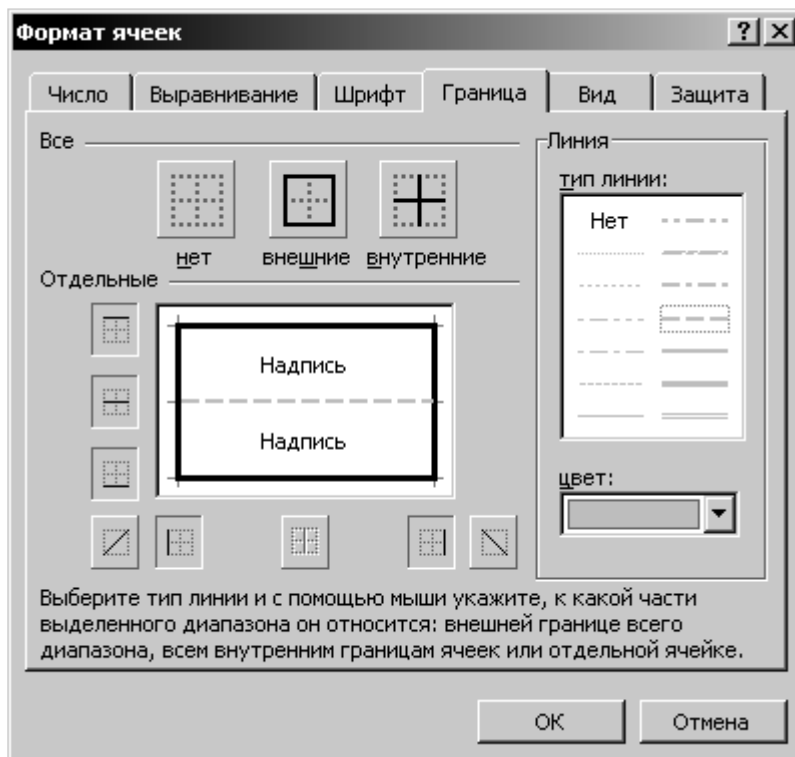 Формат ячеек
?
Число Выравнивание Шрифт Граница Вид Защита
Все
нет внешние внутренние
Отдельные
Надпись
Надпись
Линия
тип линии:
Нет
цвет:
Выберите тип линии и с помощью мыши укажите, к какой части
выделенного диапазона он относится: внешней границе всего
диапазона, всем внутренним границам ячеек или отдельной ячейке.
ОК Отмена